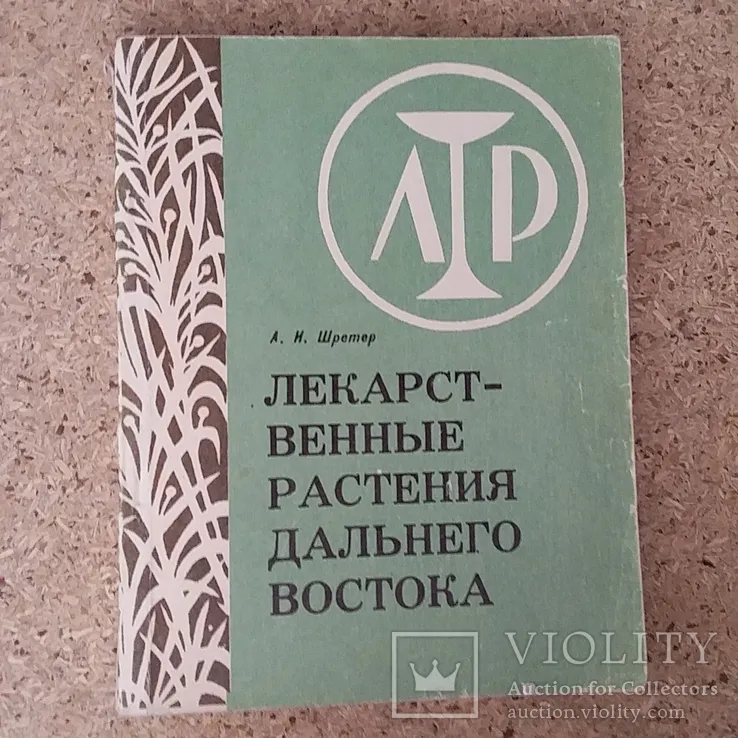 ЛР
А. И. Шретер
ЛЕКАРСТ-
ВЕННЫЕ
РАСТЕНИЯ
ДАЛЬНЕГО
ВОСТОКА
VIOLITY
Auction for Collectors
auction.violity.com